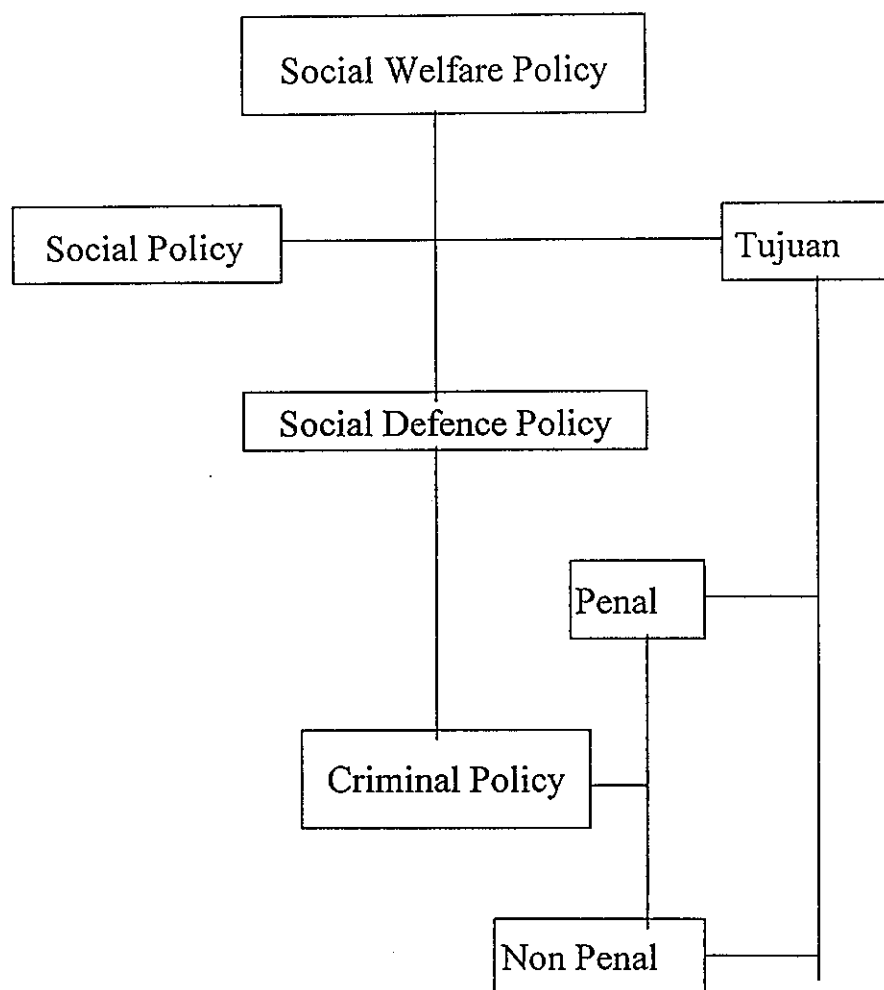 Social Welfare Policy
Social Policy
Tujuan
Social Defence Policy
Penal
Criminal Policy
Non Penal